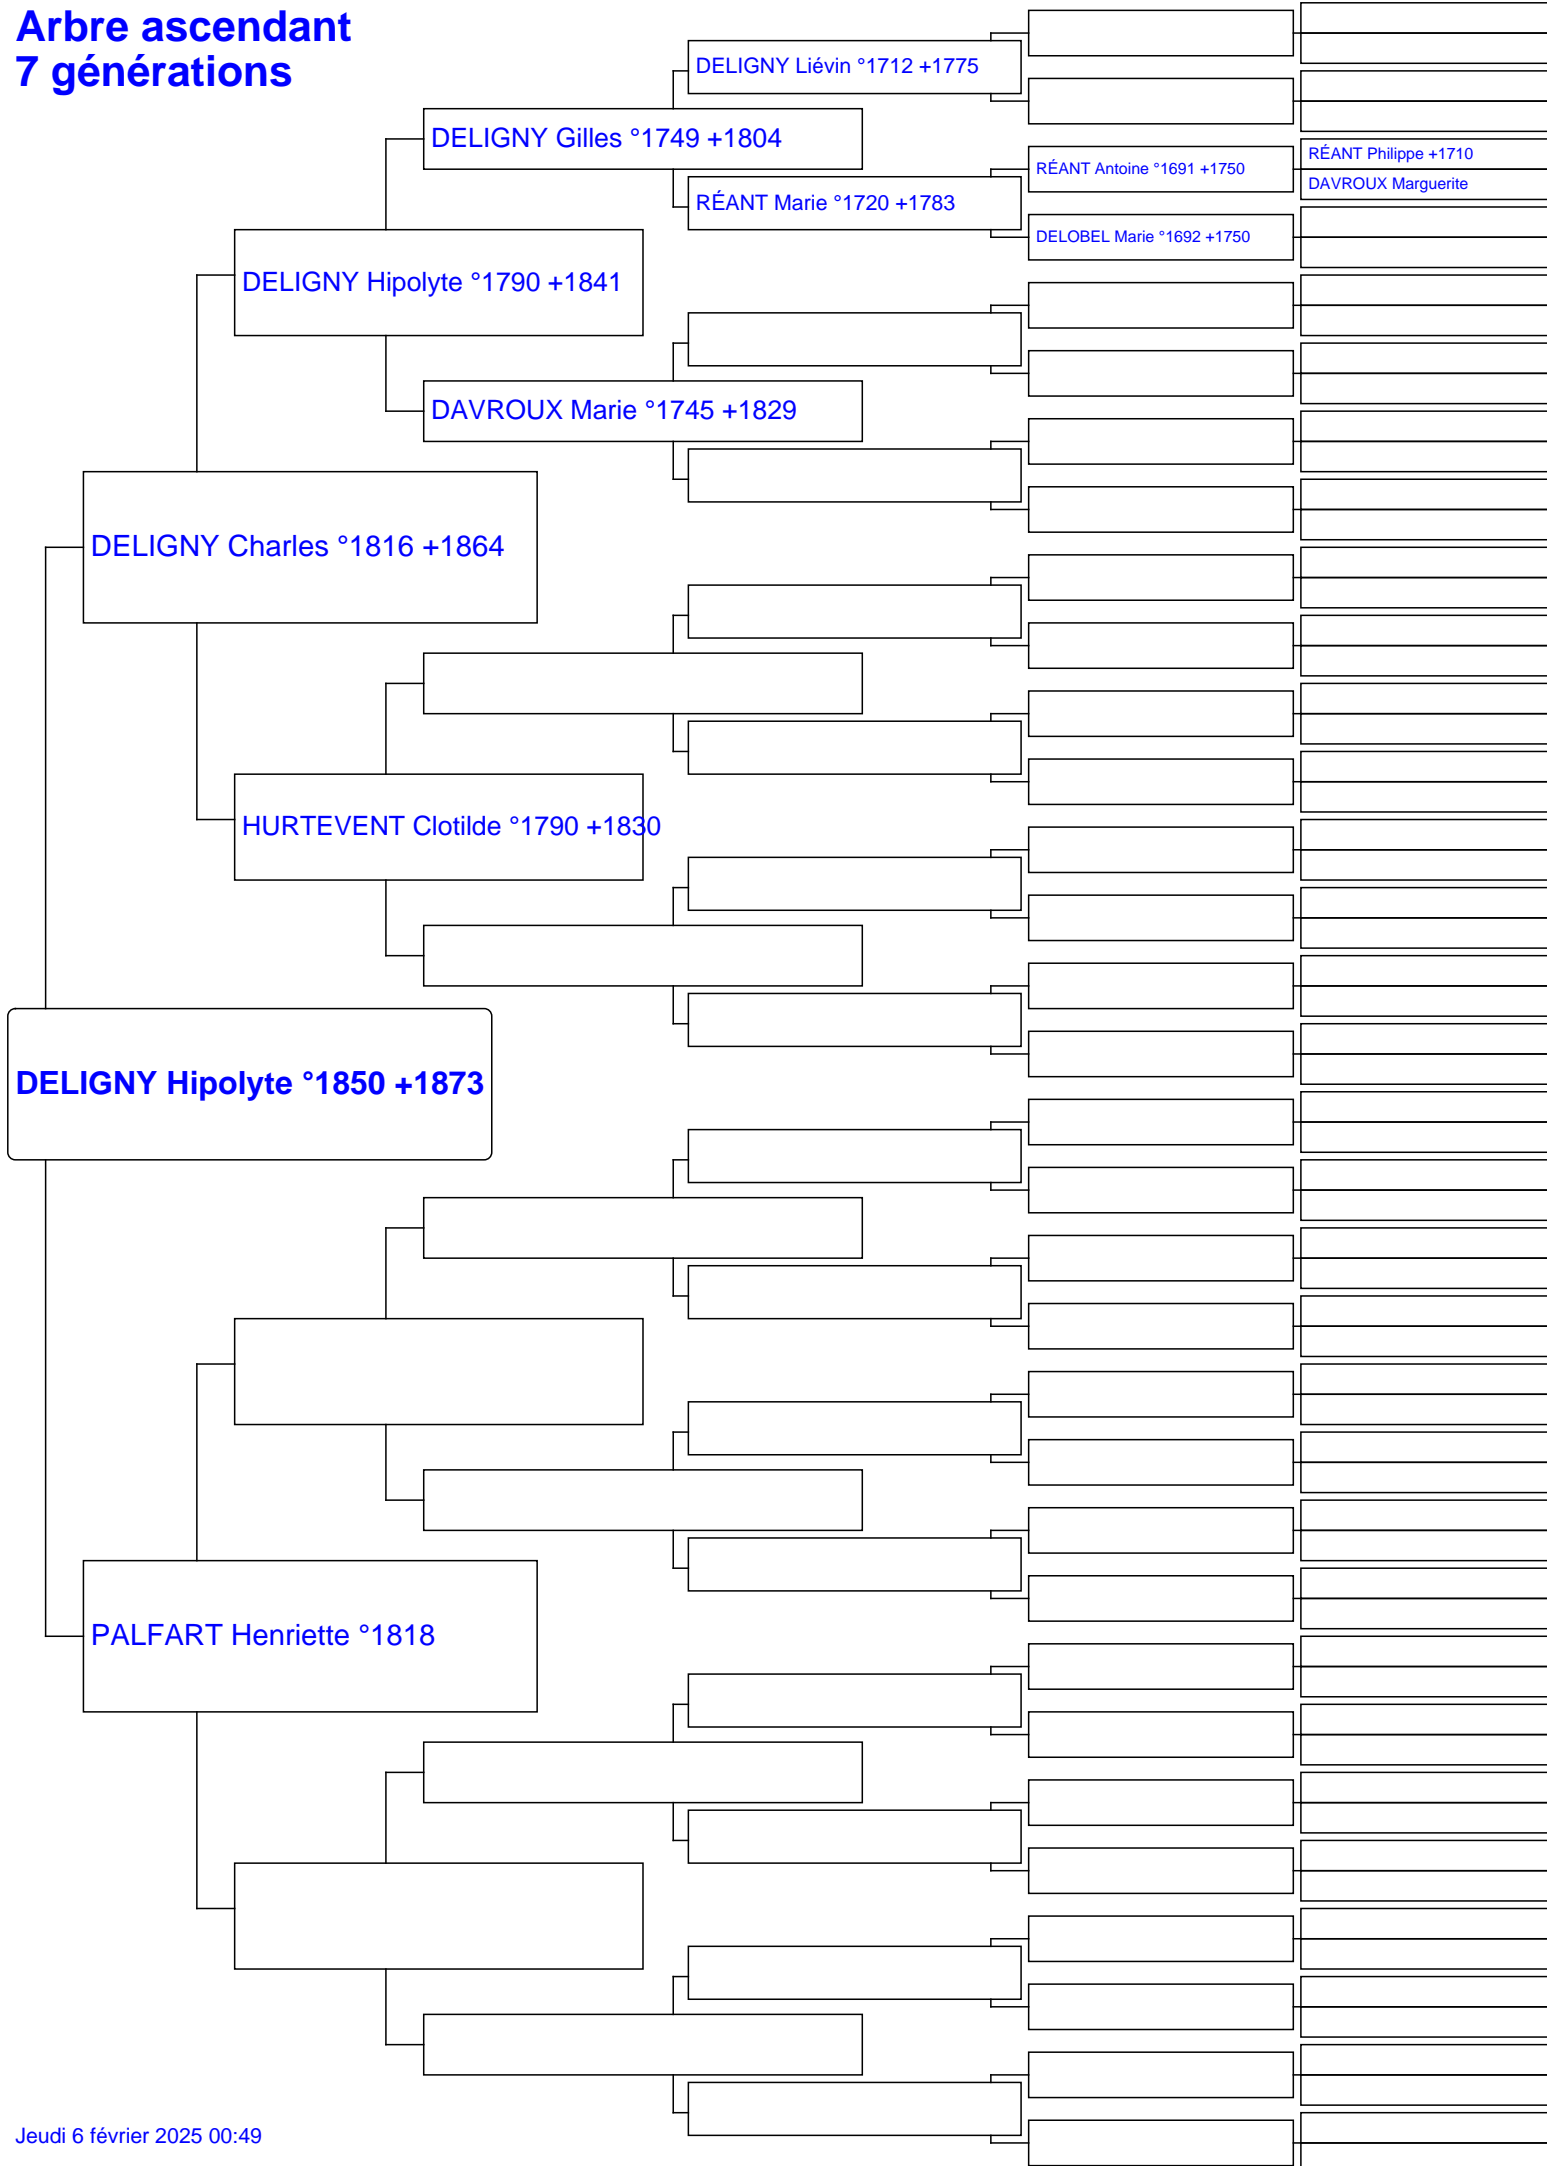 Arbre ascendant
7 générations
DELIGNY Liévin °1712 +1775
DELIGNY Gilles °1749 +1804
RÉANT Philippe +1710
RÉANT Antoine °1691 +1750
DAVROUX Marguerite
RÉANT Marie °1720 +1783
DELOBEL Marie °1692 +1750
DELIGNY Hipolyte °1790 +1841
DAVROUX Marie °1745 +1829
DELIGNY Charles °1816 +1864
HURTEVENT Clotilde °1790 +1830
DELIGNY Hipolyte °1850 +1873
PALFART Henriette °1818
Jeudi 6 février 2025 00:49